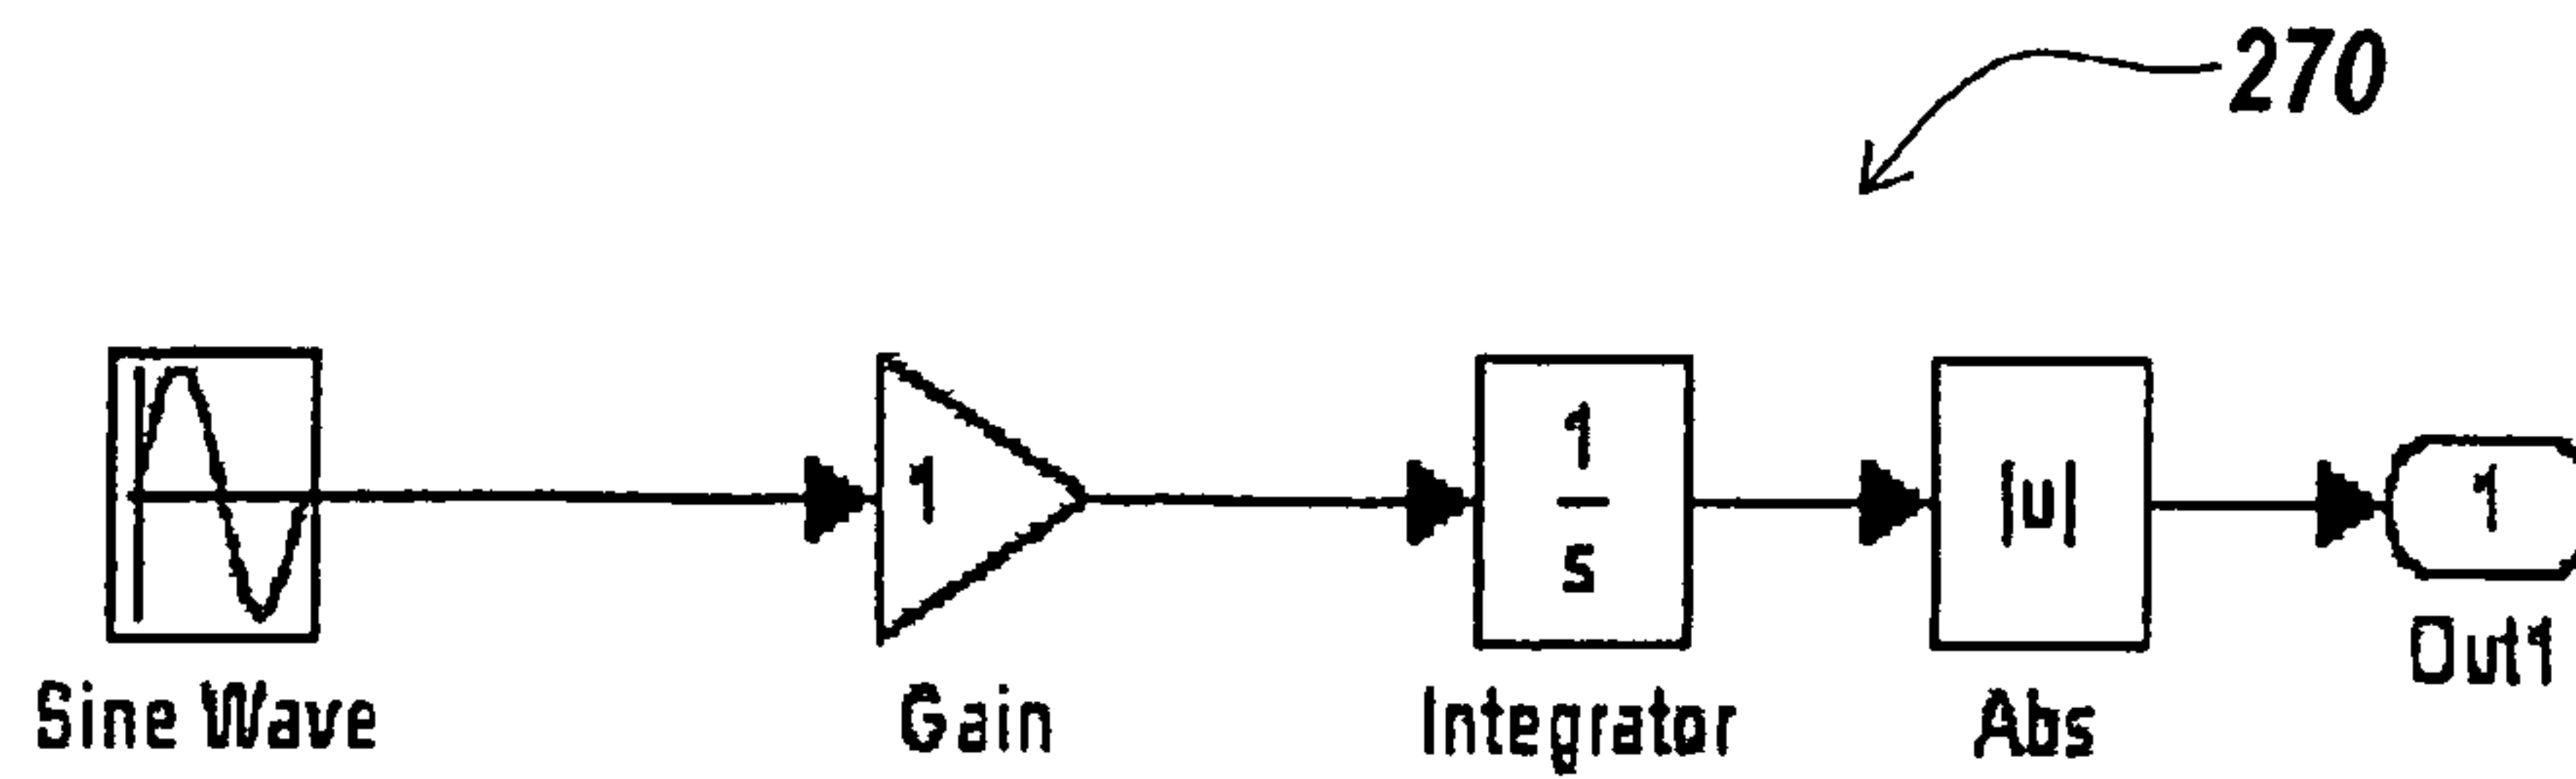 270
1
1
s
|u|
1
Out1
Sine Wave
Gain
Integrator
Abs